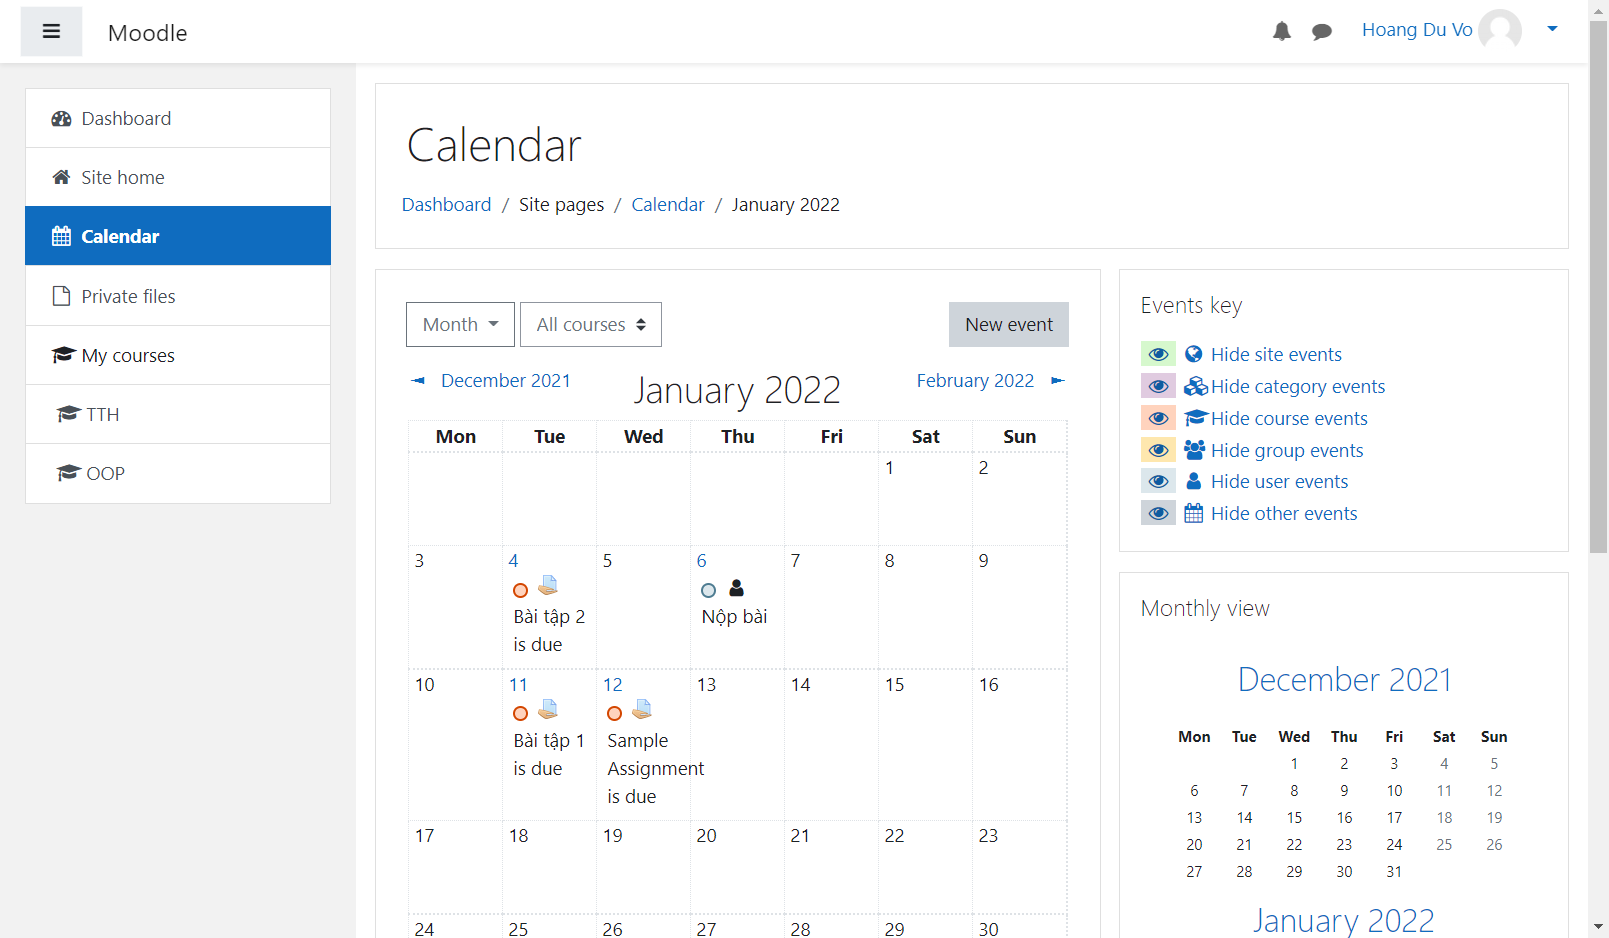 Moodle
Hoang Du Vo
Dashboard
Site home
Calendar
Private files
My courses
TTH
OOP
Calendar
Dashboard / Site pages / Calendar / January 2022
Month
All courses
New event
December 2021
January 2022
February 2022
Mon Tue Wed Thu Fri Sat Sun
1 2
3 4 5 6 7 8 9
Bài tập 2
is due
Nộp bài
10 11 12 13 14 15 16
Bài tập 1
is due
Sample
Assignment
is due
17 18 19 20 21 22 23
24 25 26 27 28 29 30
Events key
Hide site events
Hide category events
Hide course events
Hide group events
Hide user events
Hide other events
Monthly view
December 2021
Mon Tue Wed Thu Fri Sat Sun
1 2 3 4 5
6 7 8 9 10 11 12
13 14 15 16 17 18 19
20 21 22 23 24 25 26
27 28 29 30 31
January 2022